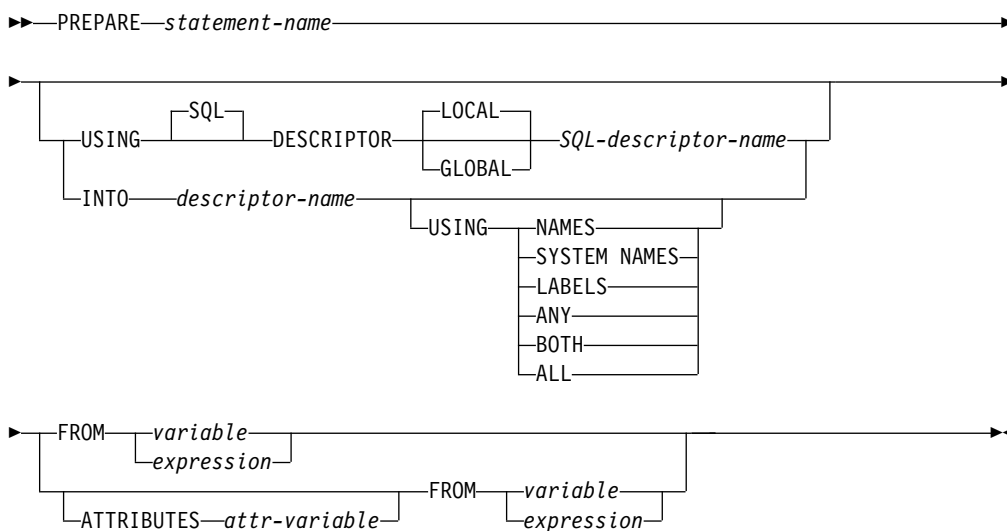 PREPARE statement-name
SQL LOCAL
USING DESCRIPTOR SQL-descriptor-name
GLOBAL
INTO descriptor-name
USING NAMES
SYSTEM NAMES
LABELS
ANY
BOTH
ALL
FROM variable
expression
FROM variable
ATTRIBUTES attr-variable expression